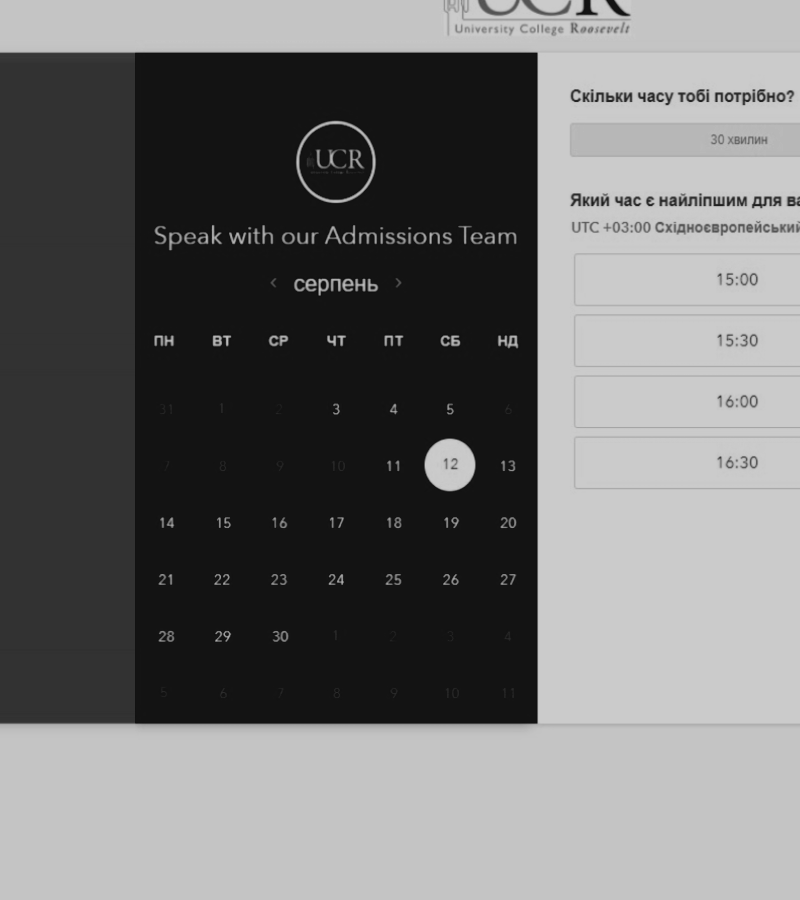 UCR
University College Roosevelt
UCR
Speak with our Admissions Team
‹ серпень ›
ПН ВТ СР ЧТ ПТ СБ НД
31 1 2 3 4 5 6
7 8 9 10 11 12 13
14 15 16 17 18 19 20
21 22 23 24 25 26 27
28 29 30 1 2 3 4
5 6 7 8 9 10 11
Скільки часу тобі потрібно?
30 хвилин
Який час є найліпшим для ва
UTC +03:00 Східноєвропейський
15:00
15:30
16:00
16:30